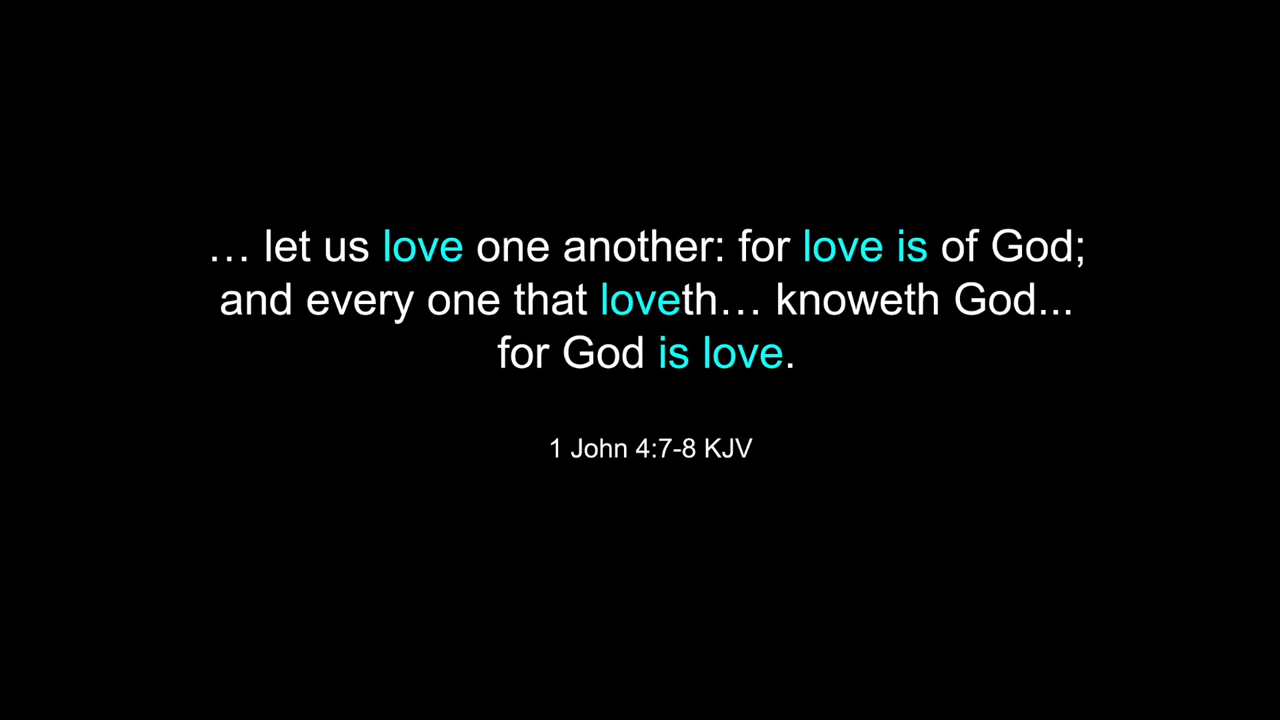 … let us love one another: for love is of God;
and every one that loveth… knoweth God...
for God is love.
1 John 4:7-8 KJV